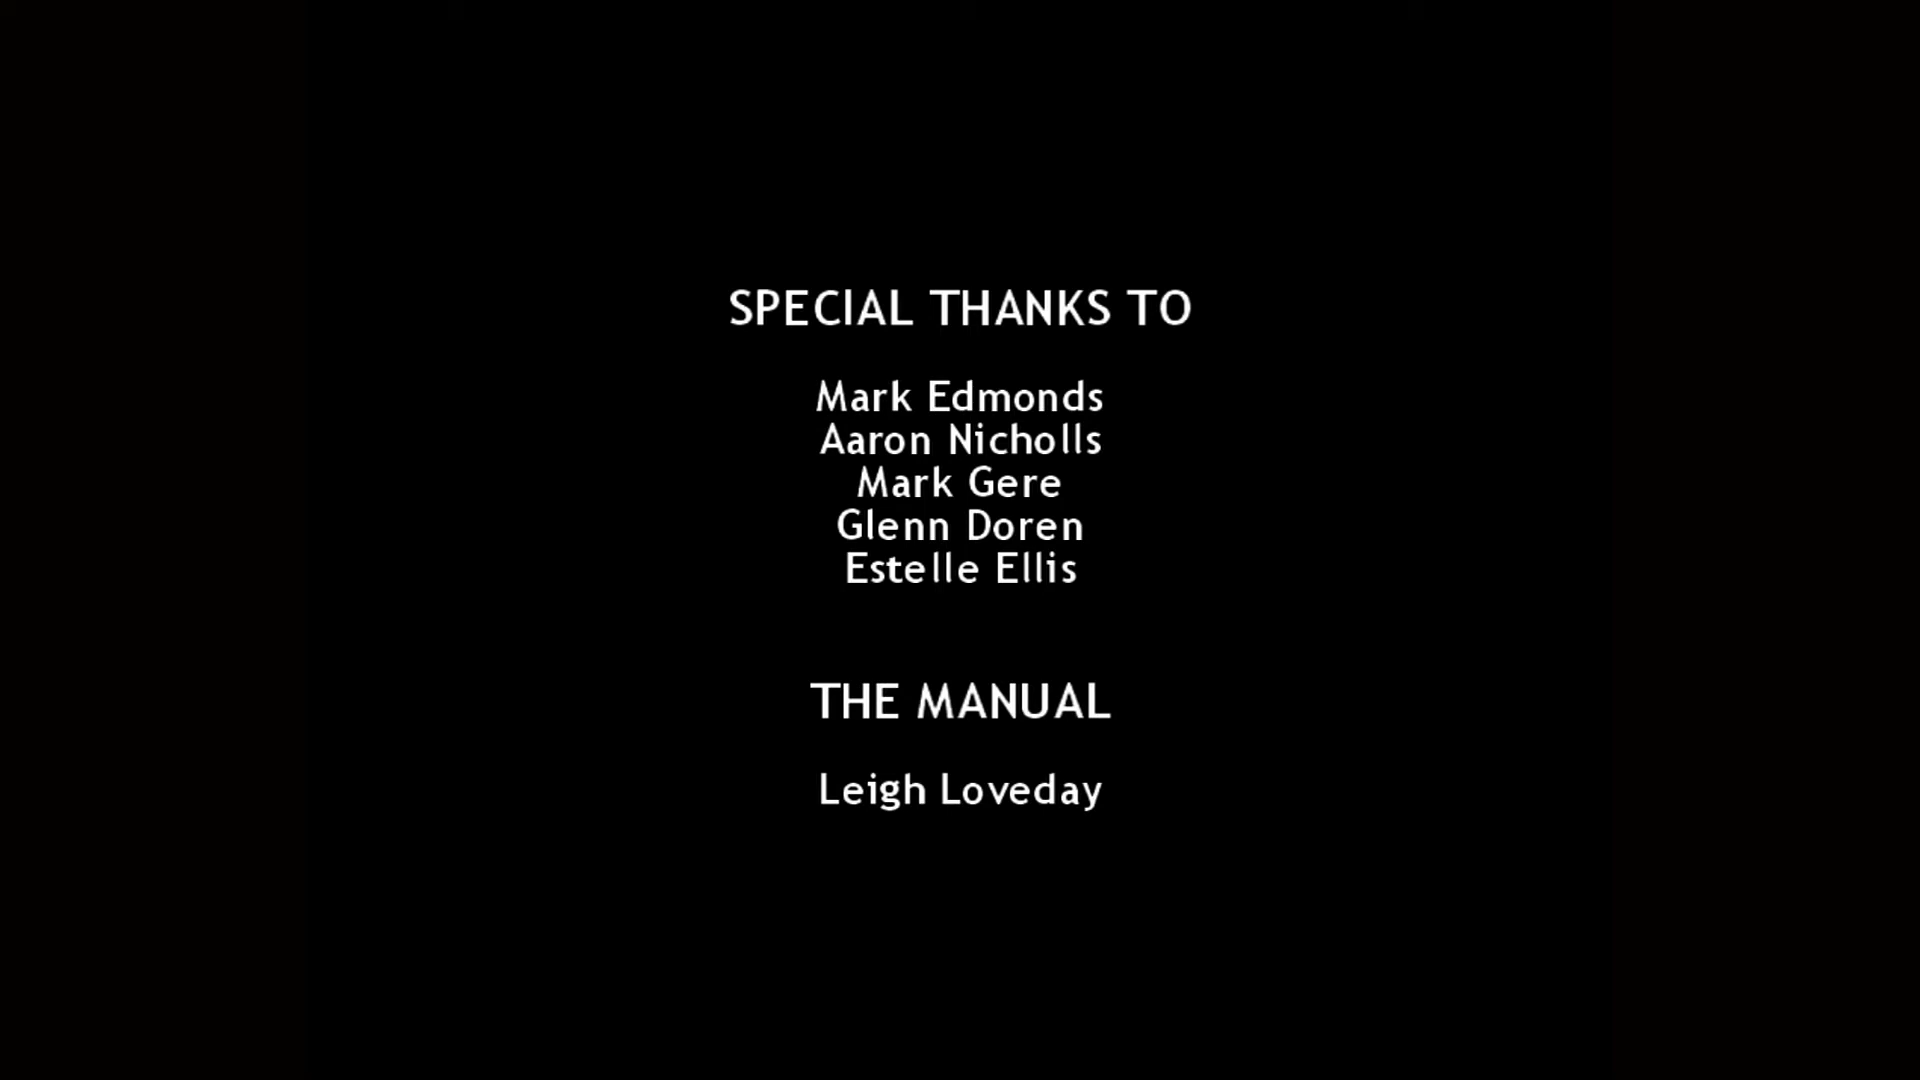 SPECIAL THANKS TO
Mark Edmonds
Aaron Nicholls
Mark Gere
Glenn Doren
Estelle Ellis
THE MANUAL
Leigh Loveday